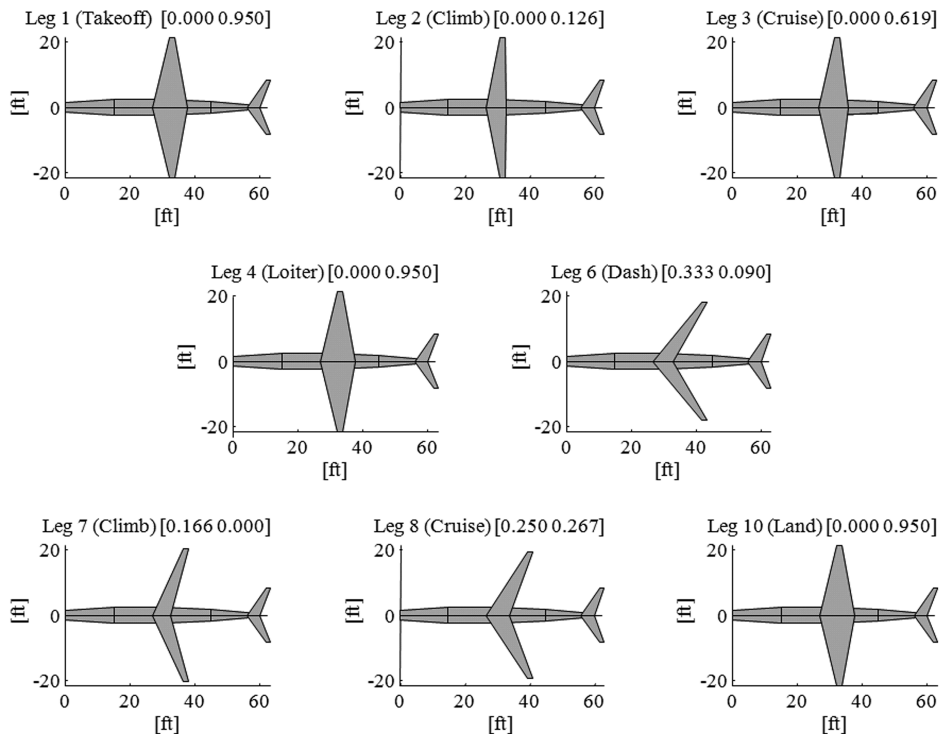 Leg 1 (Takeoff) [0.000 0.950]
20
[ft]
0
-20
0 20 40 60
[ft]
Leg 2 (Climb) [0.000 0.126]
20
[ft]
0
-20
0 20 40 60
[ft]
Leg 3 (Cruise) [0.000 0.619]
20
[ft]
0
-20
0 20 40 60
[ft]
Leg 4 (Loiter) [0.000 0.950]
20
[ft]
0
-20
0 20 40 60
[ft]
Leg 6 (Dash) [0.333 0.090]
20
[ft]
0
-20
0 20 40 60
[ft]
Leg 7 (Climb) [0.166 0.000]
20
[ft]
0
-20
0 20 40 60
[ft]
Leg 8 (Cruise) [0.250 0.267]
20
[ft]
0
-20
0 20 40 60
[ft]
Leg 10 (Land) [0.000 0.950]
20
[ft]
0
-20
0 20 40 60
[ft]